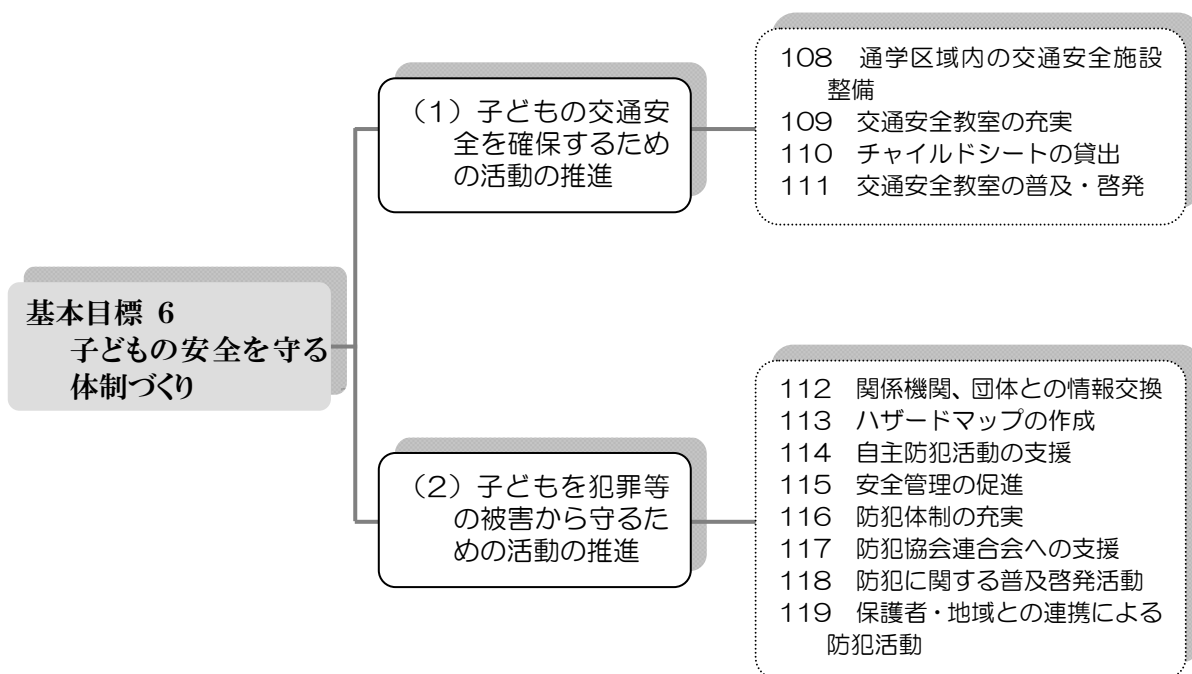 基本目標 6
子どもの安全を守る
体制づくり
（1）子どもの交通安
全を確保するため
の活動の推進
108　通学区域内の交通安全施設
整備
109　交通安全教室の充実
110　チャイルドシートの貸出
111　交通安全教室の普及・啓発
（2）子どもを犯罪等
の被害から守るた
めの活動の推進
112　関係機関、団体との情報交換
113　ハザードマップの作成
114　自主防犯活動の支援
115　安全管理の促進
116　防犯体制の充実
117　防犯協会連合会への支援
118　防犯に関する普及啓発活動
119　保護者・地域との連携による
防犯活動